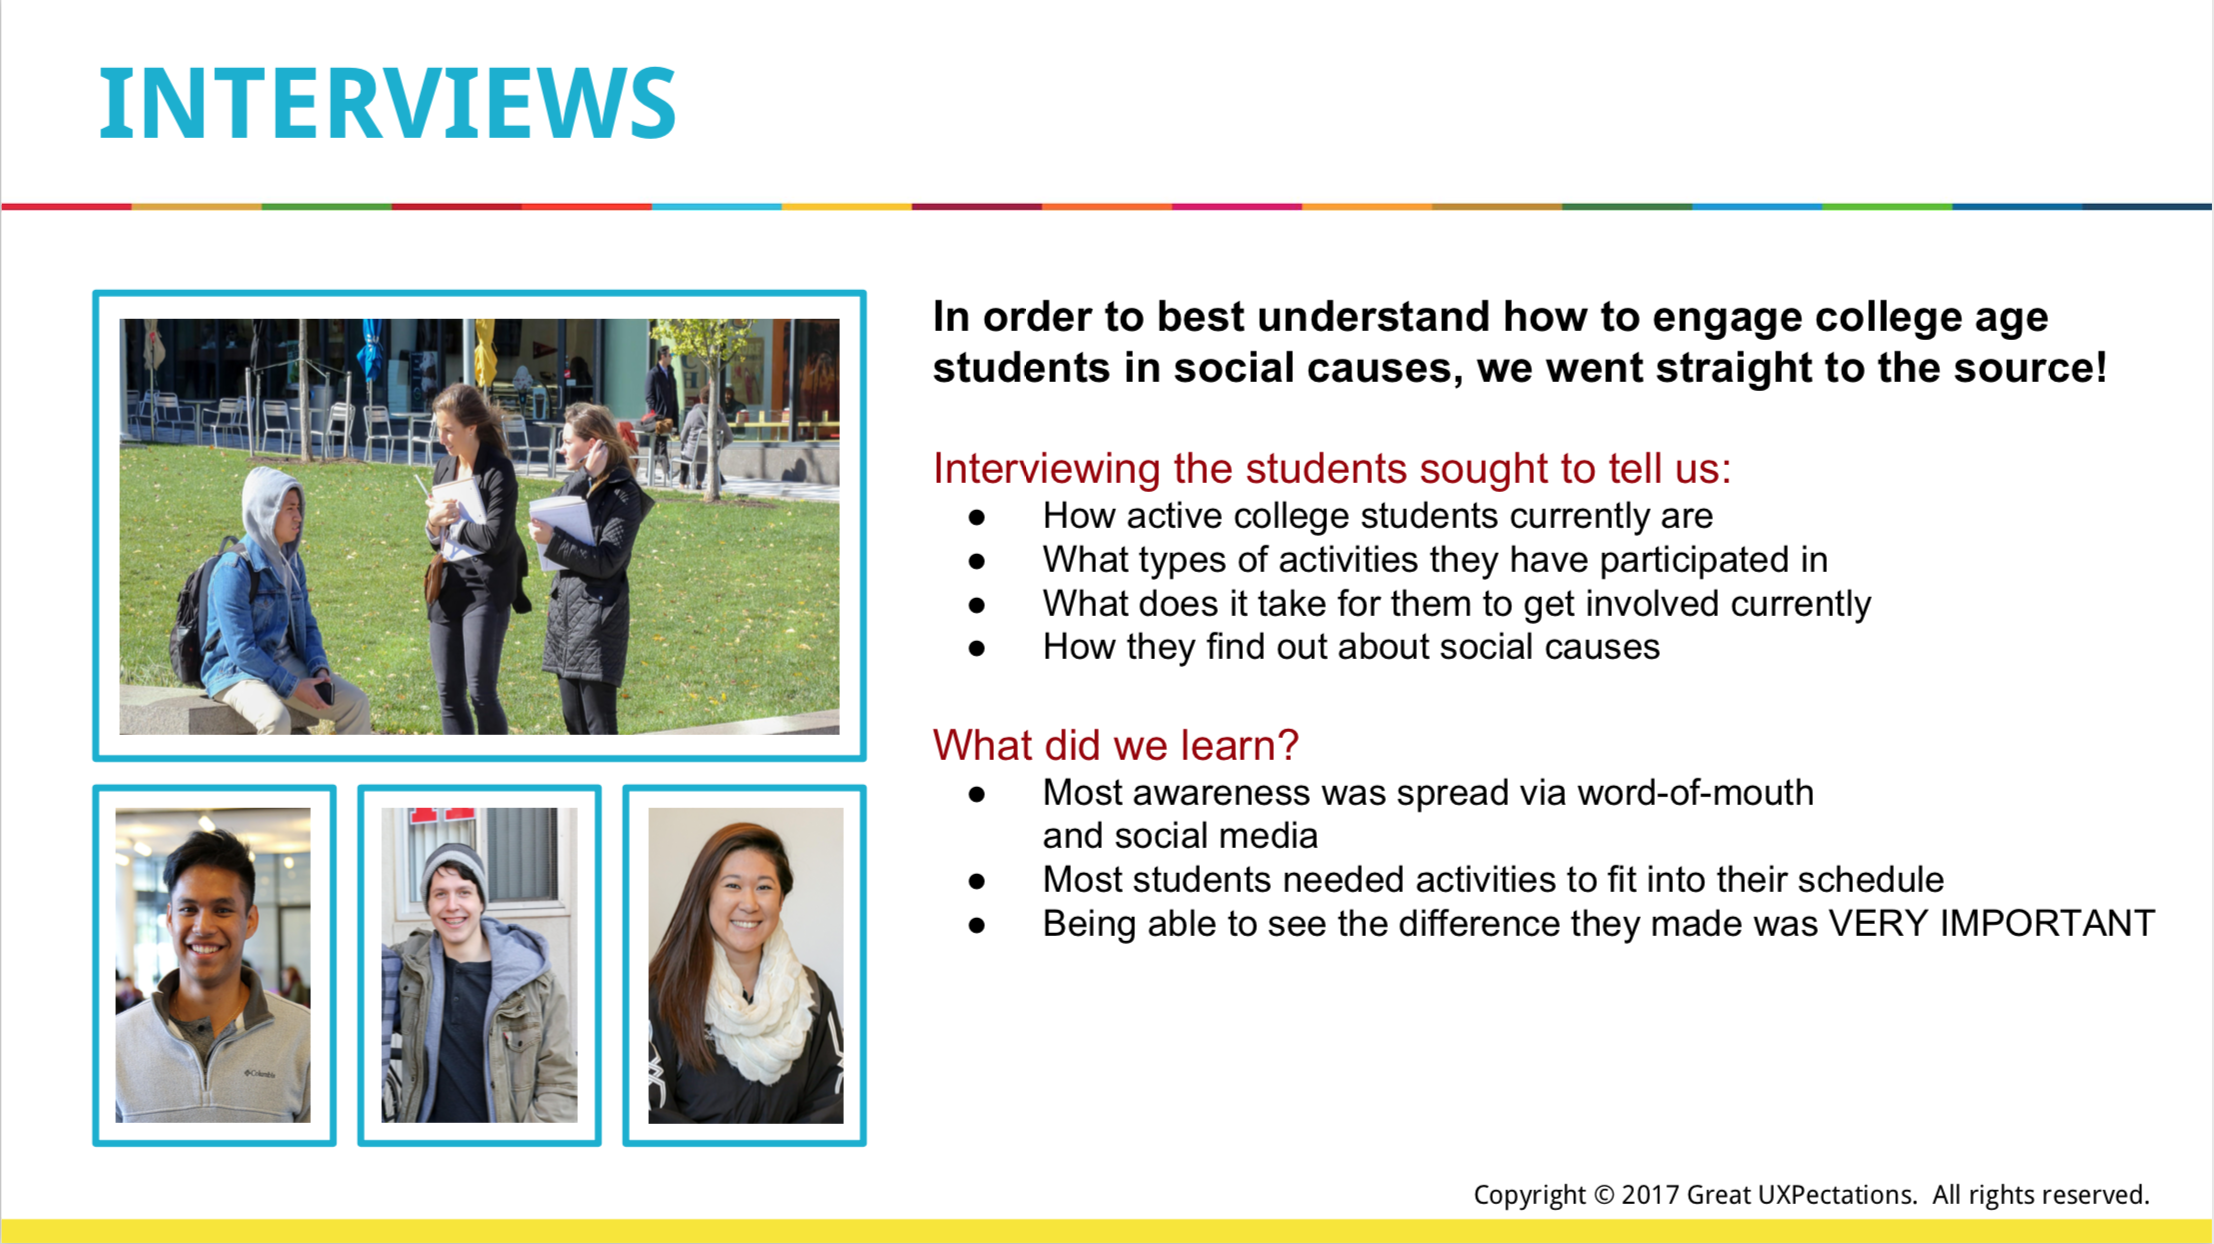 INTERVIEWS
In order to best understand how to engage college age
students in social causes, we went straight to the source!
Interviewing the students sought to tell us:
● How active college students currently are
● What types of activities they have participated in
● What does it take for them to get involved currently
● How they find out about social causes
What did we learn?
● Most awareness was spread via word-of-mouth
and social media
● Most students needed activities to fit into their schedule
● Being able to see the difference they made was VERY IMPORTANT
Columbia
Copyright © 2017 Great UXPectations.  All rights reserved.